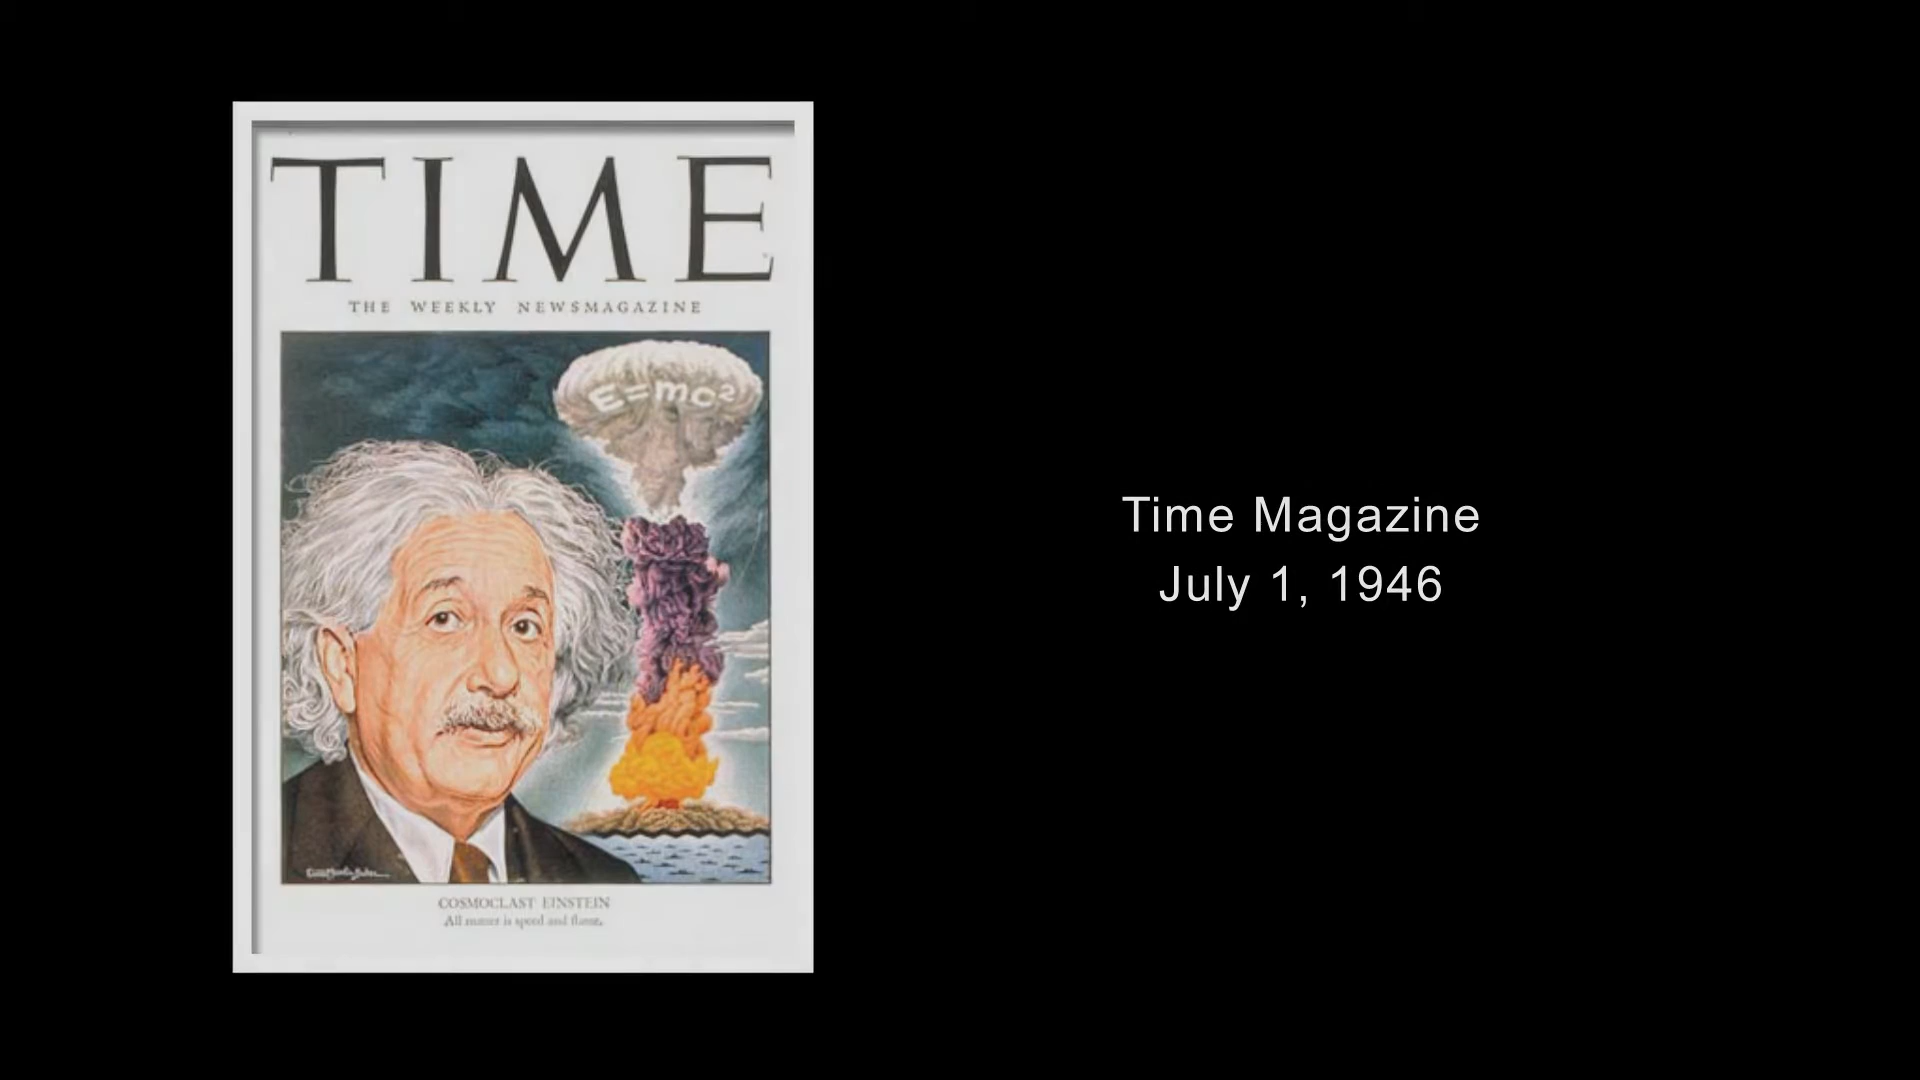 TIME
THE WEEKLY NEWSMAGAZINE
E=mc²
COSMOCLAST EINSTEIN
All matter is speed and flame.
Time Magazine
July 1, 1946